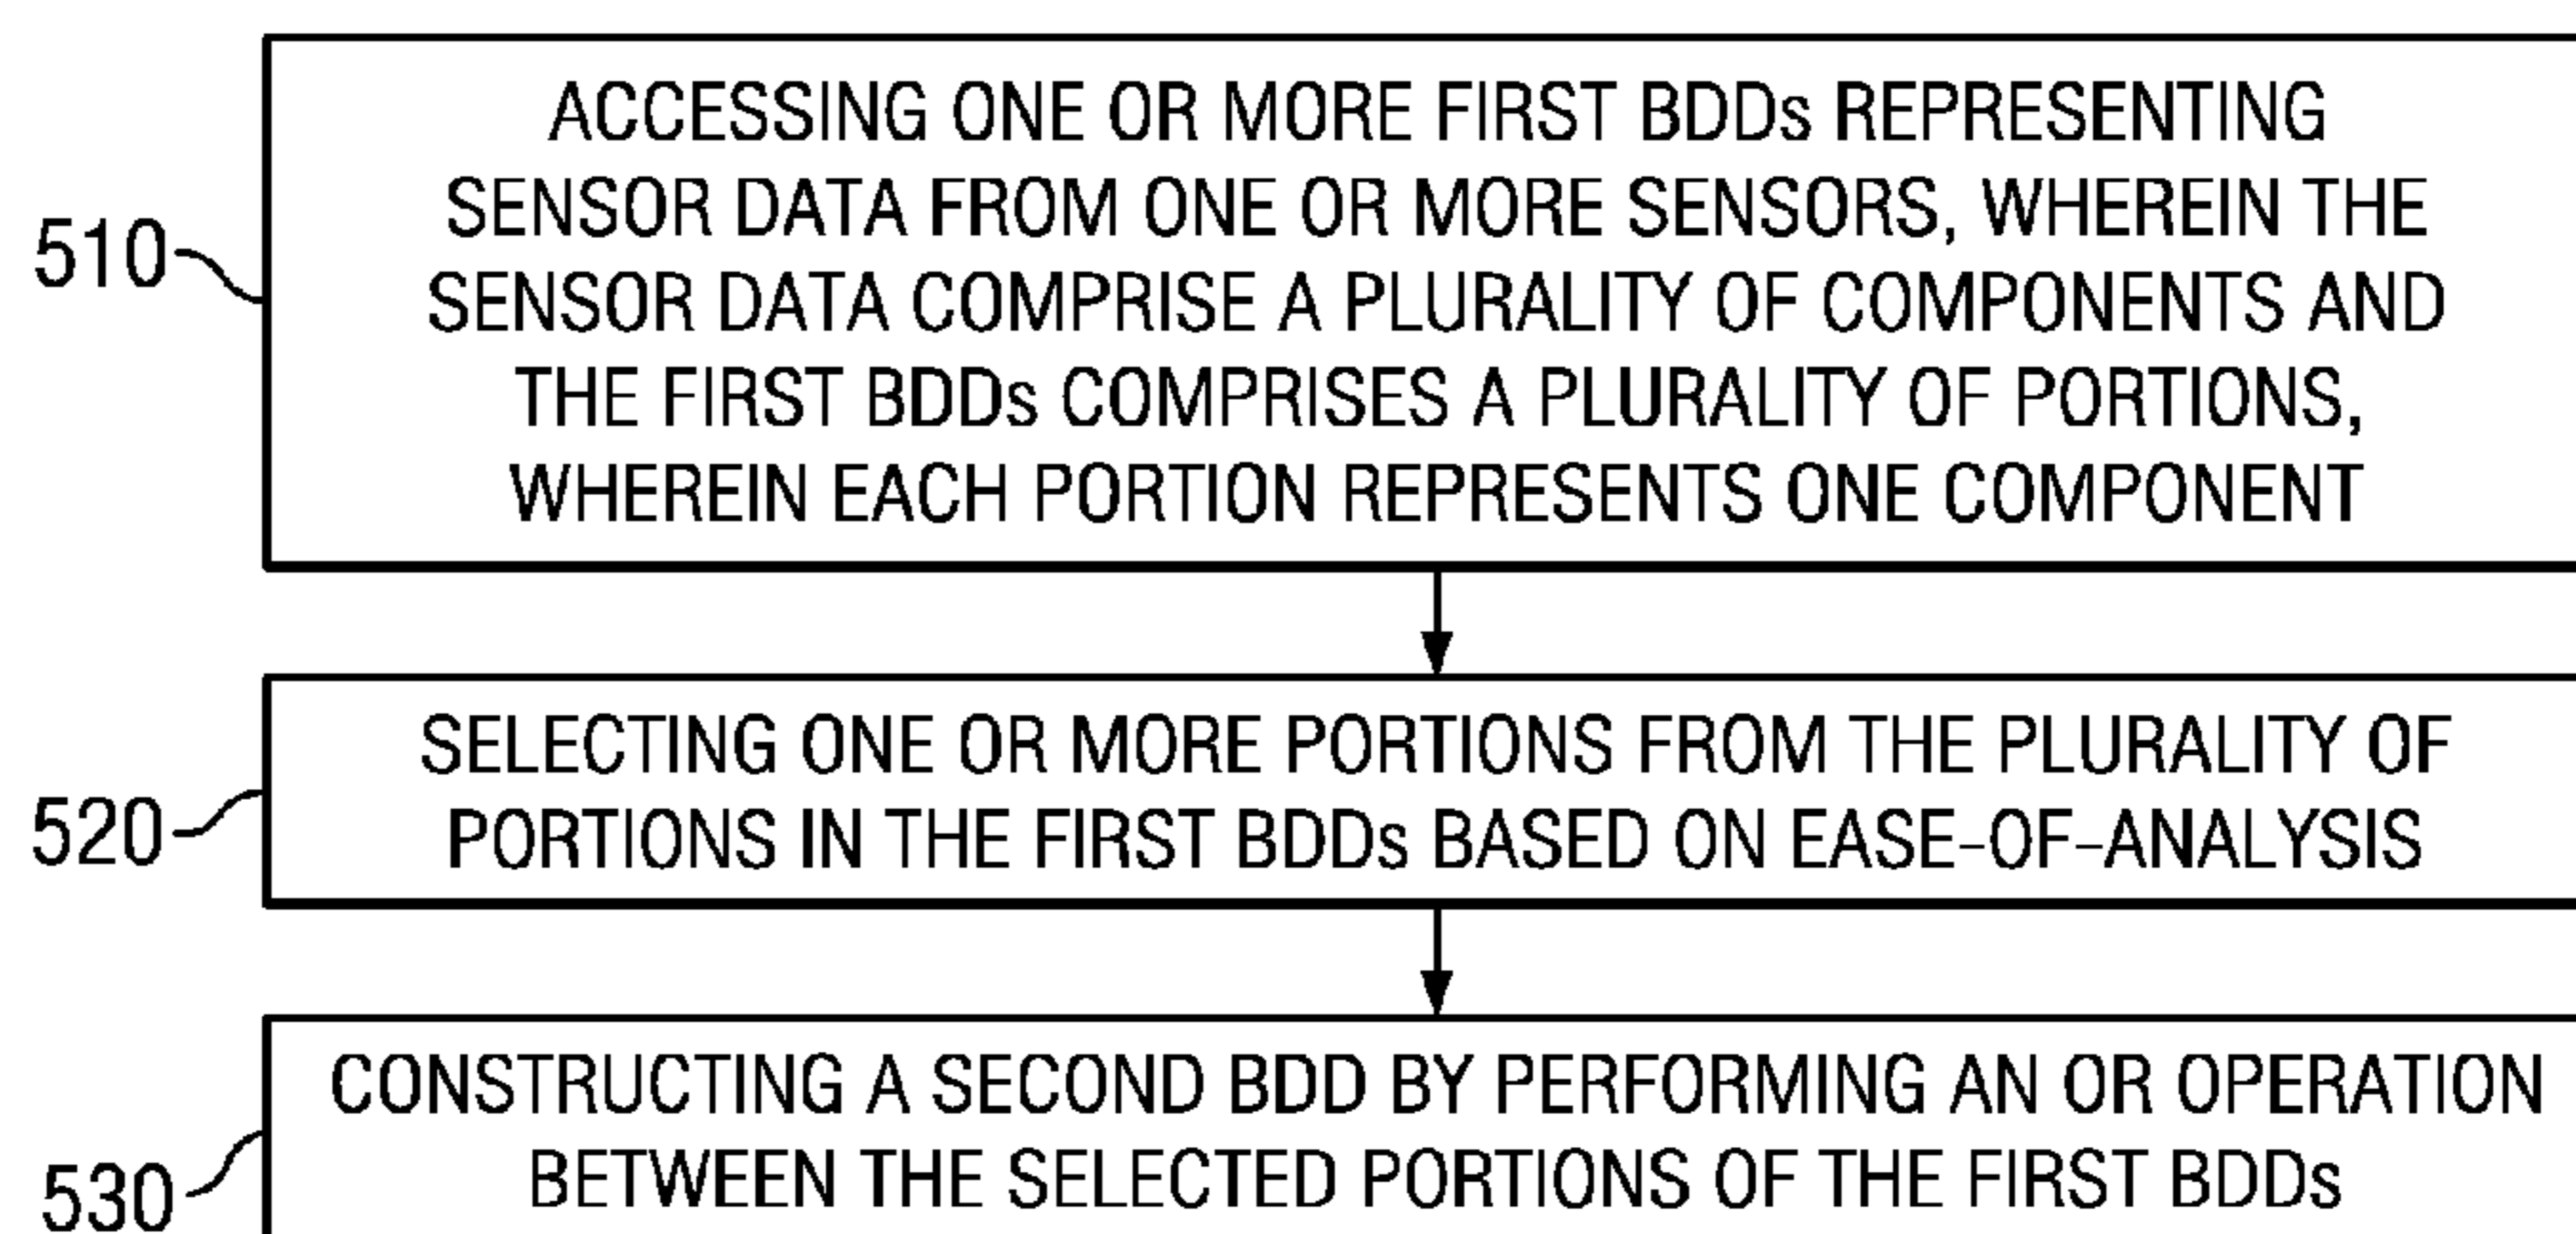 510
ACCESSING ONE OR MORE FIRST BDDs REPRESENTING
SENSOR DATA FROM ONE OR MORE SENSORS, WHEREIN THE
SENSOR DATA COMPRISE A PLURALITY OF COMPONENTS AND
THE FIRST BDDs COMPRISES A PLURALITY OF PORTIONS,
WHEREIN EACH PORTION REPRESENTS ONE COMPONENT
520
SELECTING ONE OR MORE PORTIONS FROM THE PLURALITY OF
PORTIONS IN THE FIRST BDDs BASED ON EASE-OF-ANALYSIS
530
CONSTRUCTING A SECOND BDD BY PERFORMING AN OR OPERATION
BETWEEN THE SELECTED PORTIONS OF THE FIRST BDDs